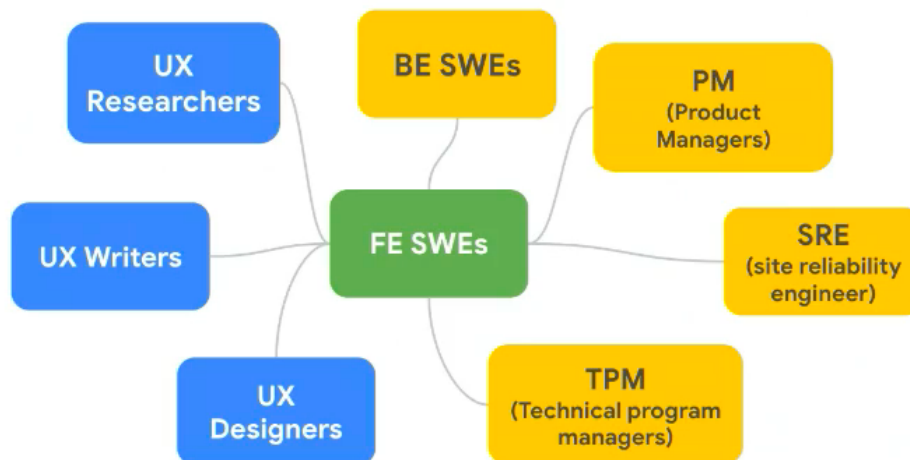 UX
Researchers
BE SWEs
PM
(Product
Managers)
UX Writers
FE SWEs
SRE
(site reliability
engineer)
UX
Designers
TPM
(Technical program
managers)